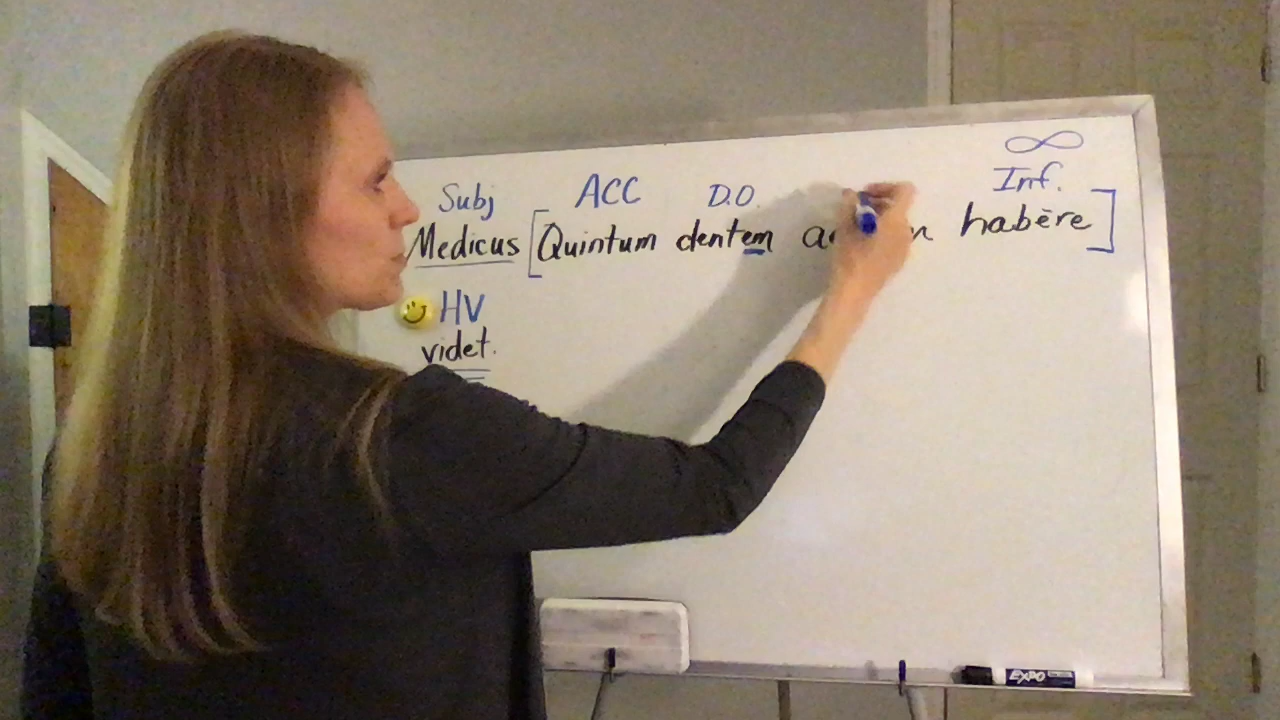 ∞
Subj ACC D.O. Inf.
Medicus [Quintum dentem habēre]
HV
videt.
EXPO